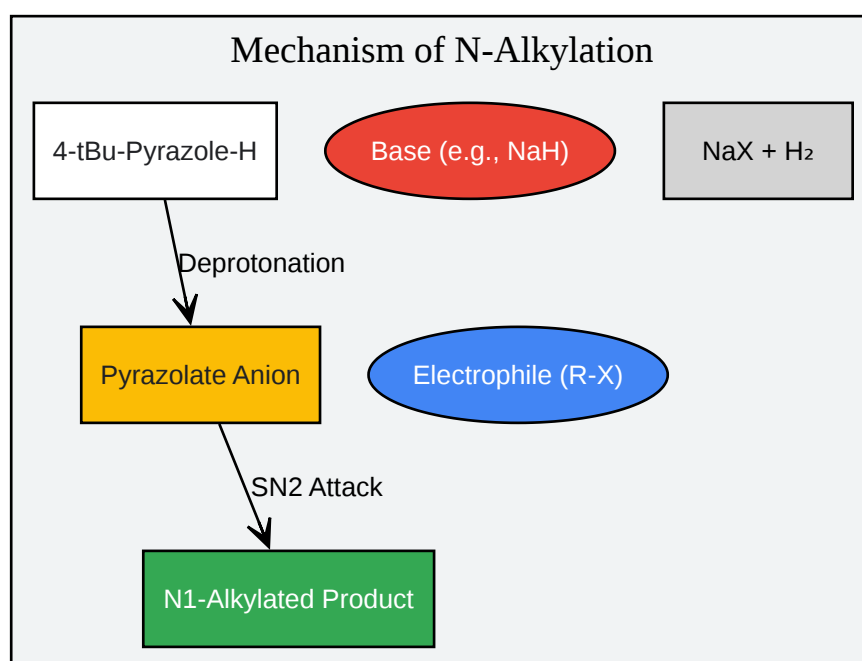 Mechanism of N-Alkylation
4-tBu-Pyrazole-H
Base (e.g., NaH)
NaX + H₂
Deprotonation
Pyrazolate Anion
Electrophile (R-X)
SN2 Attack
N1-Alkylated Product